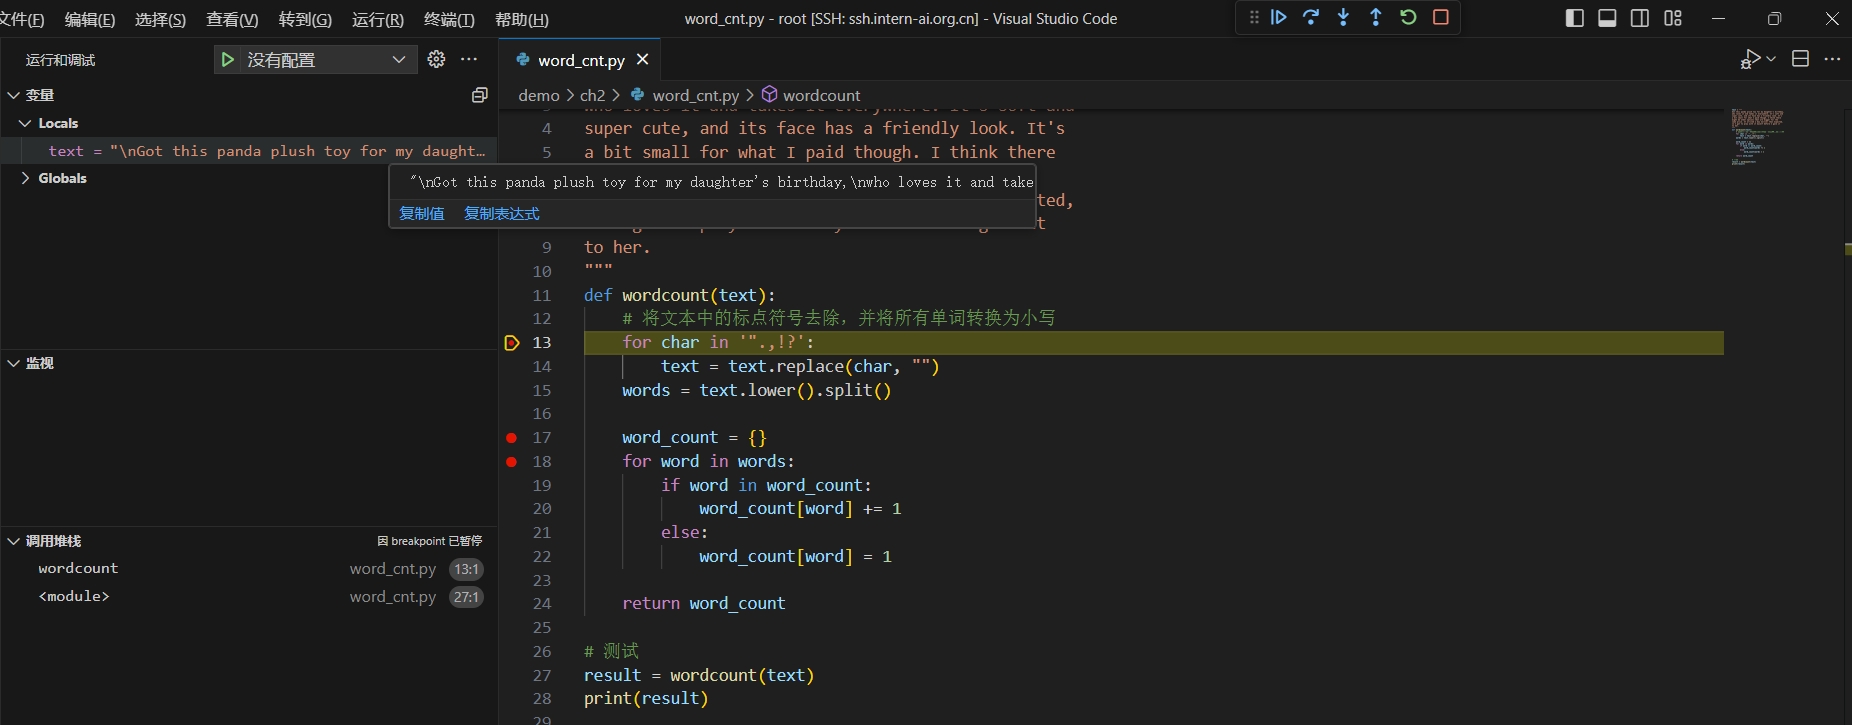 文件(F) 编辑(E) 选择(S) 查看(V) 转到(G) 运行(R) 终端(T) 帮助(H) word_cnt.py - root [SSH: ssh.intern-ai.org.cn] - Visual Studio Code
运行和调试 没有配置
变量
Locals
text = "\nGot this panda plush toy for my daught…
Globals
监视
调用堆栈 因 breakpoint 已暂停
wordcount word_cnt.py 13:1
<module> word_cnt.py 27:1
word_cnt.py
demo > ch2 > word_cnt.py > wordcount
4 super cute, and its face has a friendly look. It's
5 a bit small for what I paid though. I think there
"\nGot this panda plush toy for my daughter's birthday,\nwho loves it and take
复制值 复制表达式
ted,
9 to her.
10 """
11 def wordcount(text):
12 # 将文本中的标点符号去除，并将所有单词转换为小写
13 for char in '".,!?':
14 text = text.replace(char, "")
15 words = text.lower().split()
16
17 word_count = {}
18 for word in words:
19 if word in word_count:
20 word_count[word] += 1
21 else:
22 word_count[word] = 1
23
24 return word_count
25
26 # 测试
27 result = wordcount(text)
28 print(result)
29